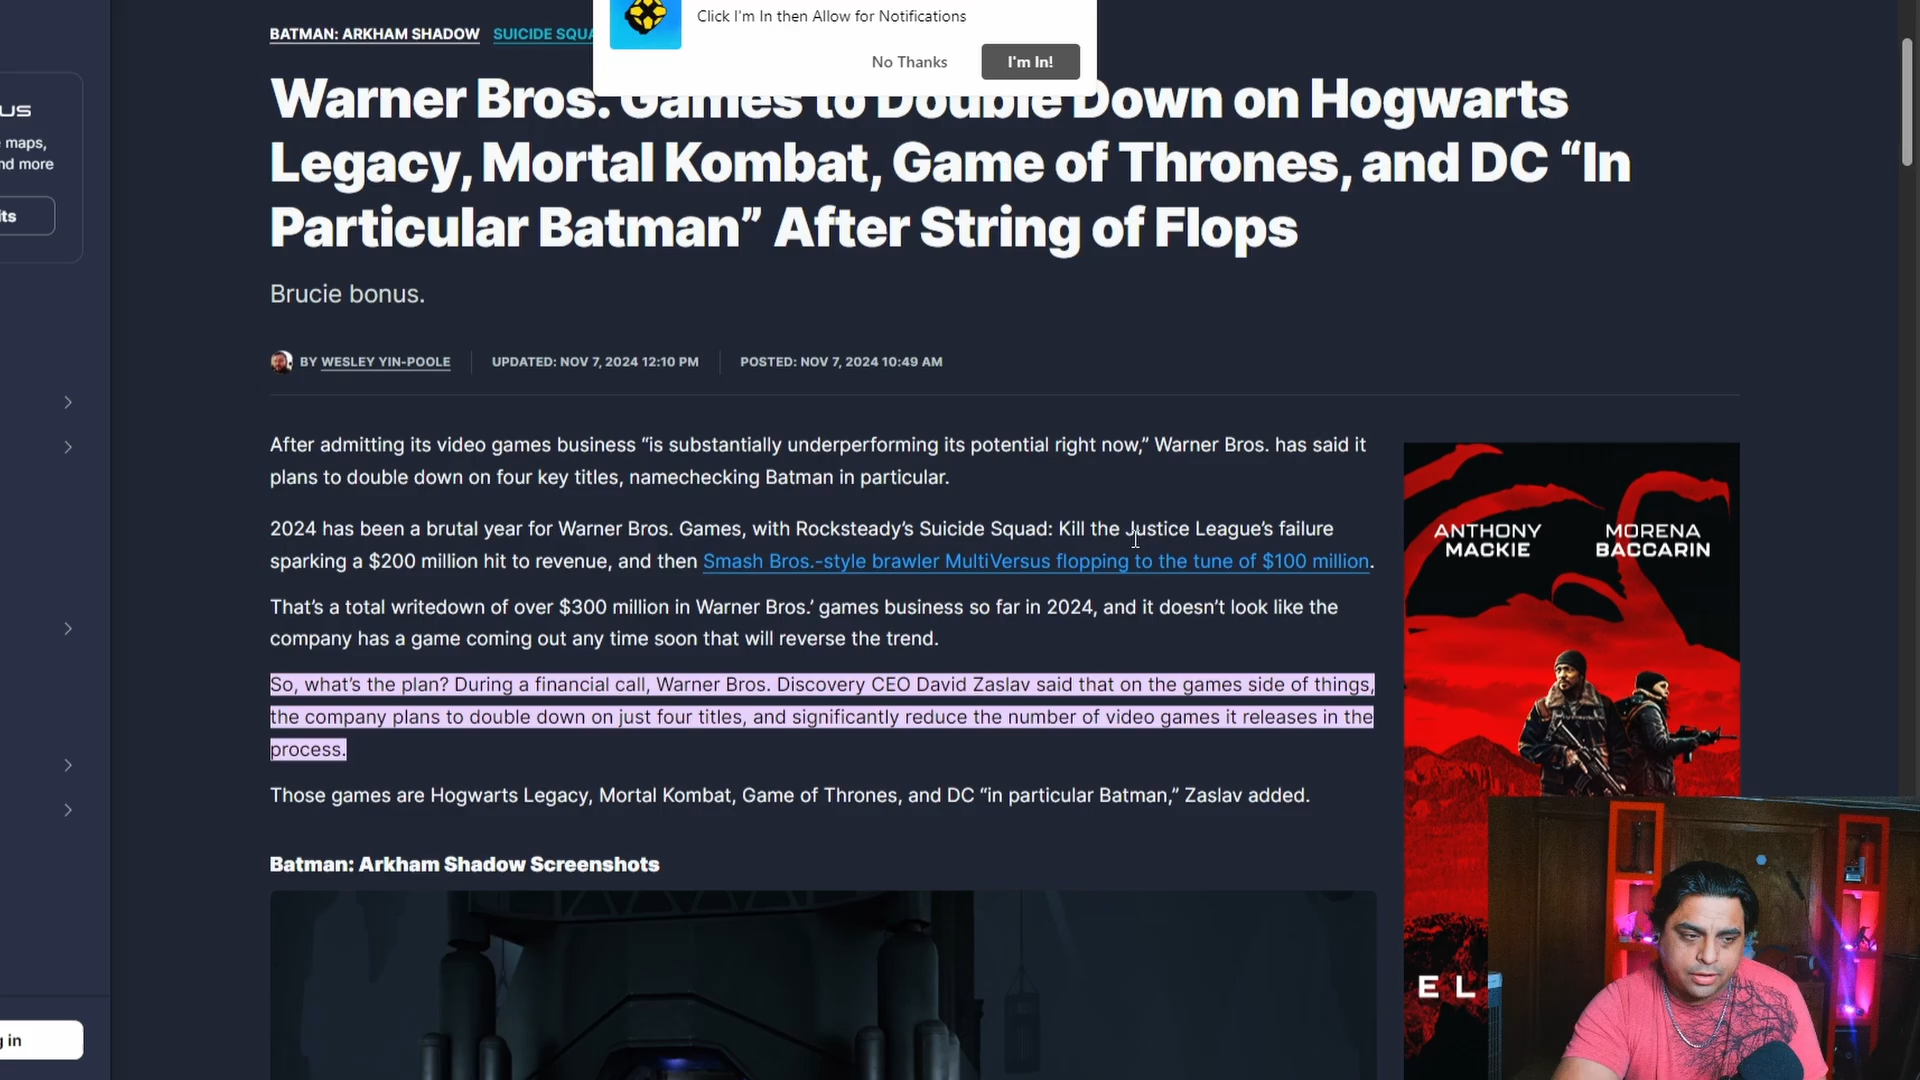 Click I'm In then Allow for Notifications
No Thanks
I'm In!
BATMAN: ARKHAM SHADOW
SUICIDE SQUA
Warner Bros. Games to Double Down on Hogwarts
Legacy, Mortal Kombat, Game of Thrones, and DC “In
Particular Batman” After String of Flops
Brucie bonus.
BY WESLEY YIN-POOLE
UPDATED: NOV 7, 2024 12:10 PM
POSTED: NOV 7, 2024 10:49 AM
After admitting its video games business “is substantially underperforming its potential right now,” Warner Bros. has said it
plans to double down on four key titles, namechecking Batman in particular.
2024 has been a brutal year for Warner Bros. Games, with Rocksteady’s Suicide Squad: Kill the Justice League’s failure
sparking a $200 million hit to revenue, and then Smash Bros.-style brawler MultiVersus flopping to the tune of $100 million.
That’s a total writedown of over $300 million in Warner Bros.’ games business so far in 2024, and it doesn’t look like the
company has a game coming out any time soon that will reverse the trend.
So, what’s the plan? During a financial call, Warner Bros. Discovery CEO David Zaslav said that on the games side of things,
the company plans to double down on just four titles, and significantly reduce the number of video games it releases in the
process.
Those games are Hogwarts Legacy, Mortal Kombat, Game of Thrones, and DC “in particular Batman,” Zaslav added.
Batman: Arkham Shadow Screenshots
US
maps,
nd more
its
g in
ANTHONY
MACKIE
MORENA
BACCARIN
EL